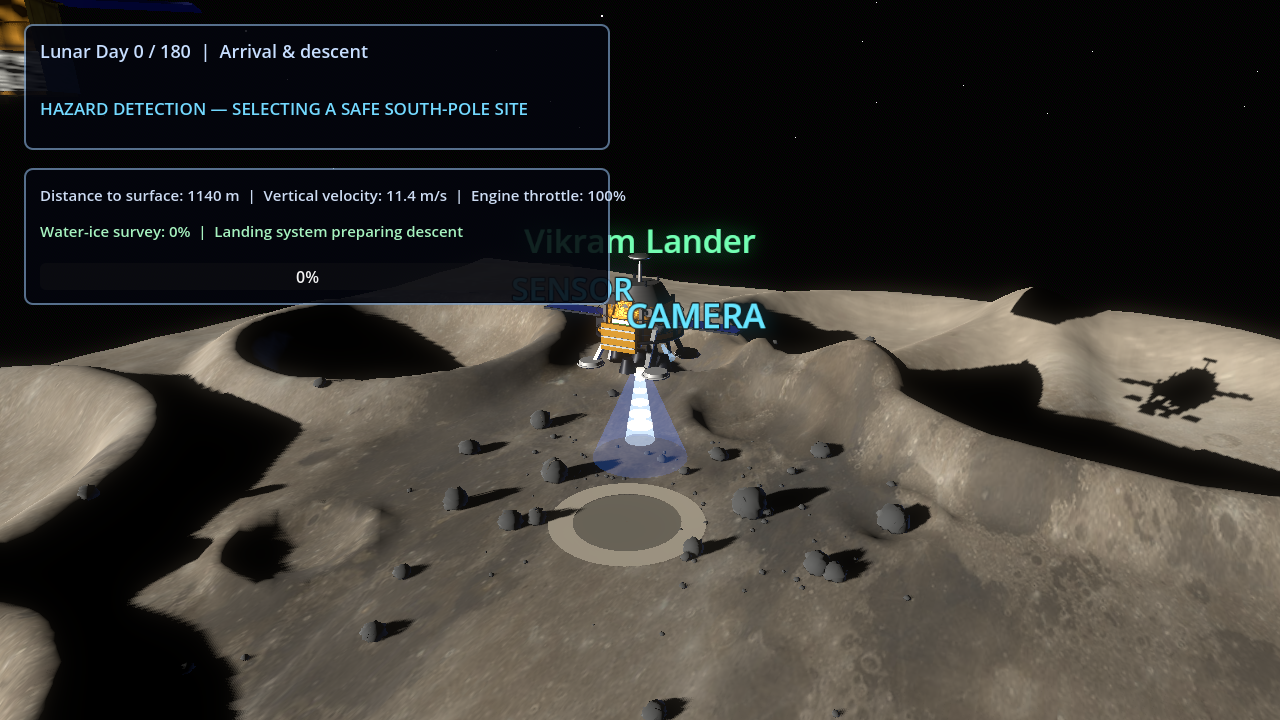 Lunar Day 0 / 180 | Arrival & descent
HAZARD DETECTION — SELECTING A SAFE SOUTH-POLE SITE
Distance to surface: 1140 m | Vertical velocity: 11.4 m/s | Engine throttle: 100%
Water-ice survey: 0% | Landing system preparing descent
0%
Vikram Lander
SENSOR
CAMERA